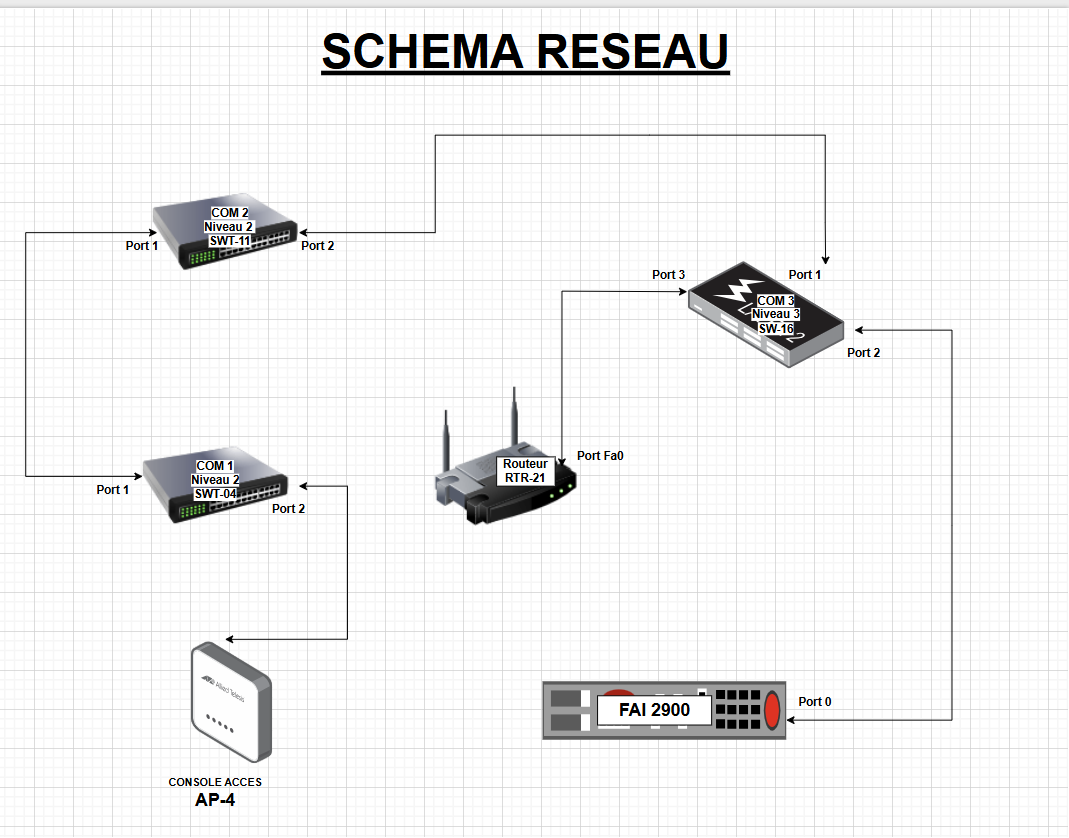 SCHEMA RESEAU
COM 2
Niveau 2
SWT-11
Port 1
Port 2
Port 3
Port 1
COM 3
Niveau 3
SW-16
Port 2
COM 1
Niveau 2
SWT-04
Port 1
Port 2
Routeur
RTR-21
Port Fa0
FAI 2900
Port 0
CONSOLE ACCES
AP-4